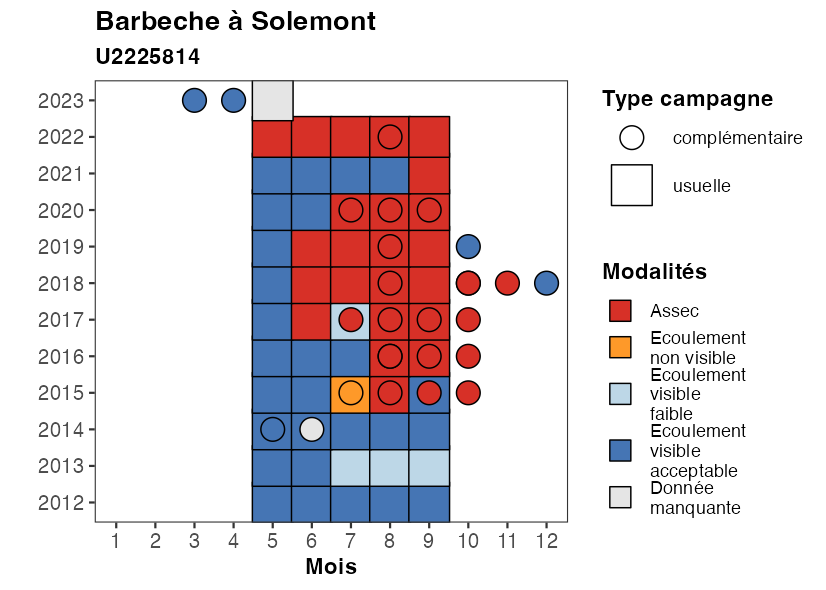 Barbeche à Solemont
U2225814
2023
2022
2021
2020
2019
2018
2017
2016
2015
2014
2013
2012
1 2 3 4 5 6 7 8 9 10 11 12
Mois
Type campagne
complémentaire
usuelle
Modalités
Assec
Ecoulement
non visible
Ecoulement
visible
faible
Ecoulement
visible
acceptable
Donnée
manquante